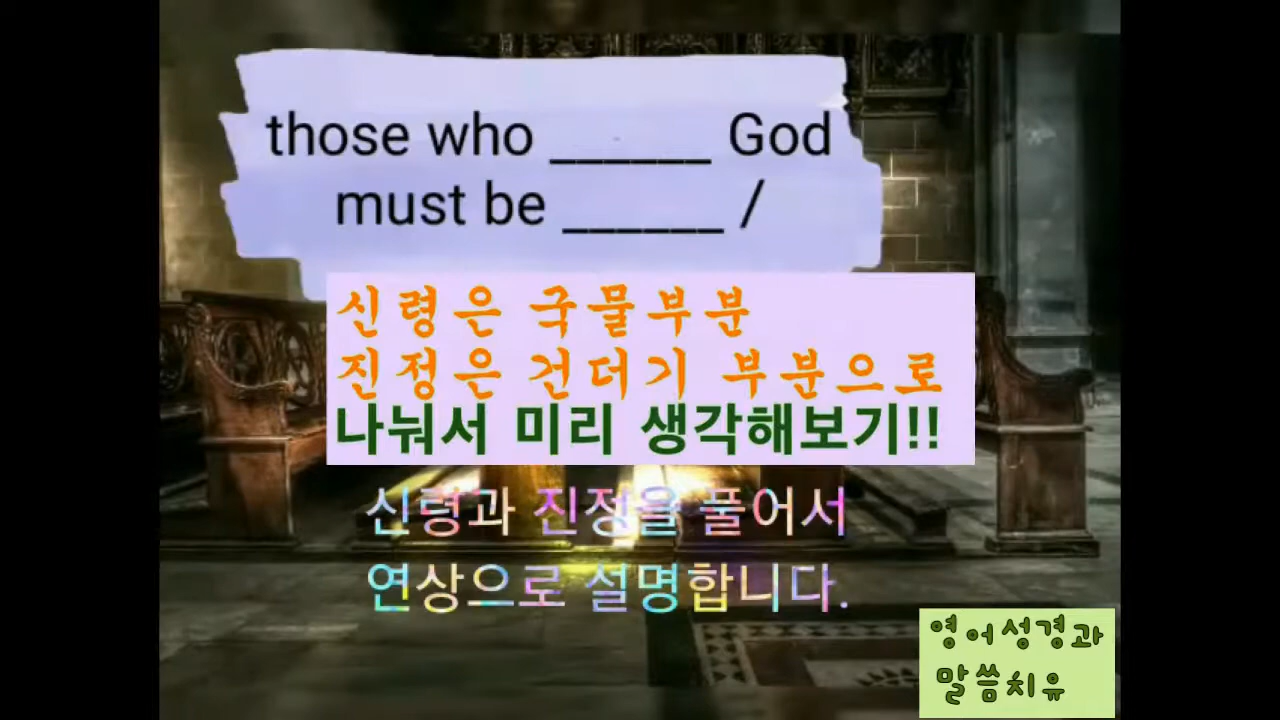 those who ______ God
must be ______ /
신령은 국물부분
진정은 건더기 부분으로
나눠서 미리 생각해보기!!
신령과 진정을 풀어서
연상으로 설명합니다.
영어성경과
말씀치유